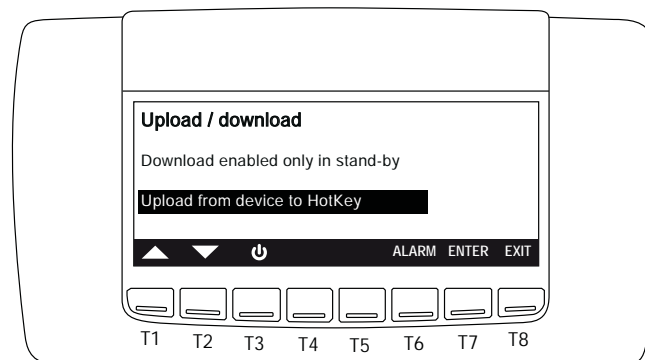 Upload / download
Download enabled only in stand-by
Upload from device to HotKey
ALARM ENTER EXIT
T1 T2 T3 T4 T5 T6 T7 T8